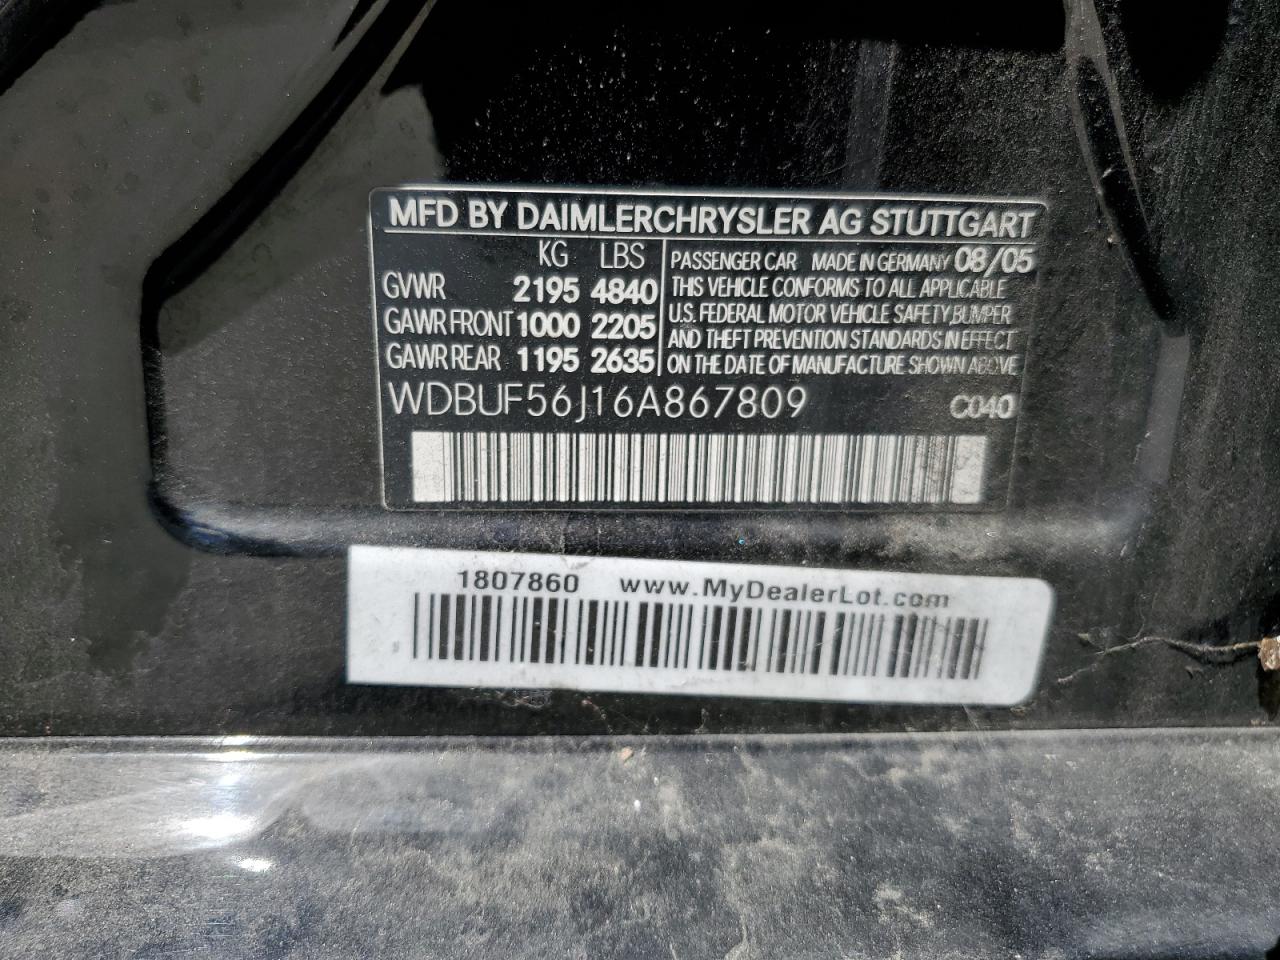 MFD BY DAIMLERCHRYSLER AG STUTTGART
KG LBS
GVWR 2195 4840
GAWR FRONT 1000 2205
GAWR REAR 1195 2635
PASSENGER CAR MADE IN GERMANY 08/05
THIS VEHICLE CONFORMS TO ALL APPLICABLE
U.S. FEDERAL MOTOR VEHICLE SAFETY, BUMPER
AND THEFT PREVENTION STANDARDS IN EFFECT
ON THE DATE OF MANUFACTURE SHOWN ABOVE
WDBUF56J16A867809 C040
1807860 www.MyDealerLot.com